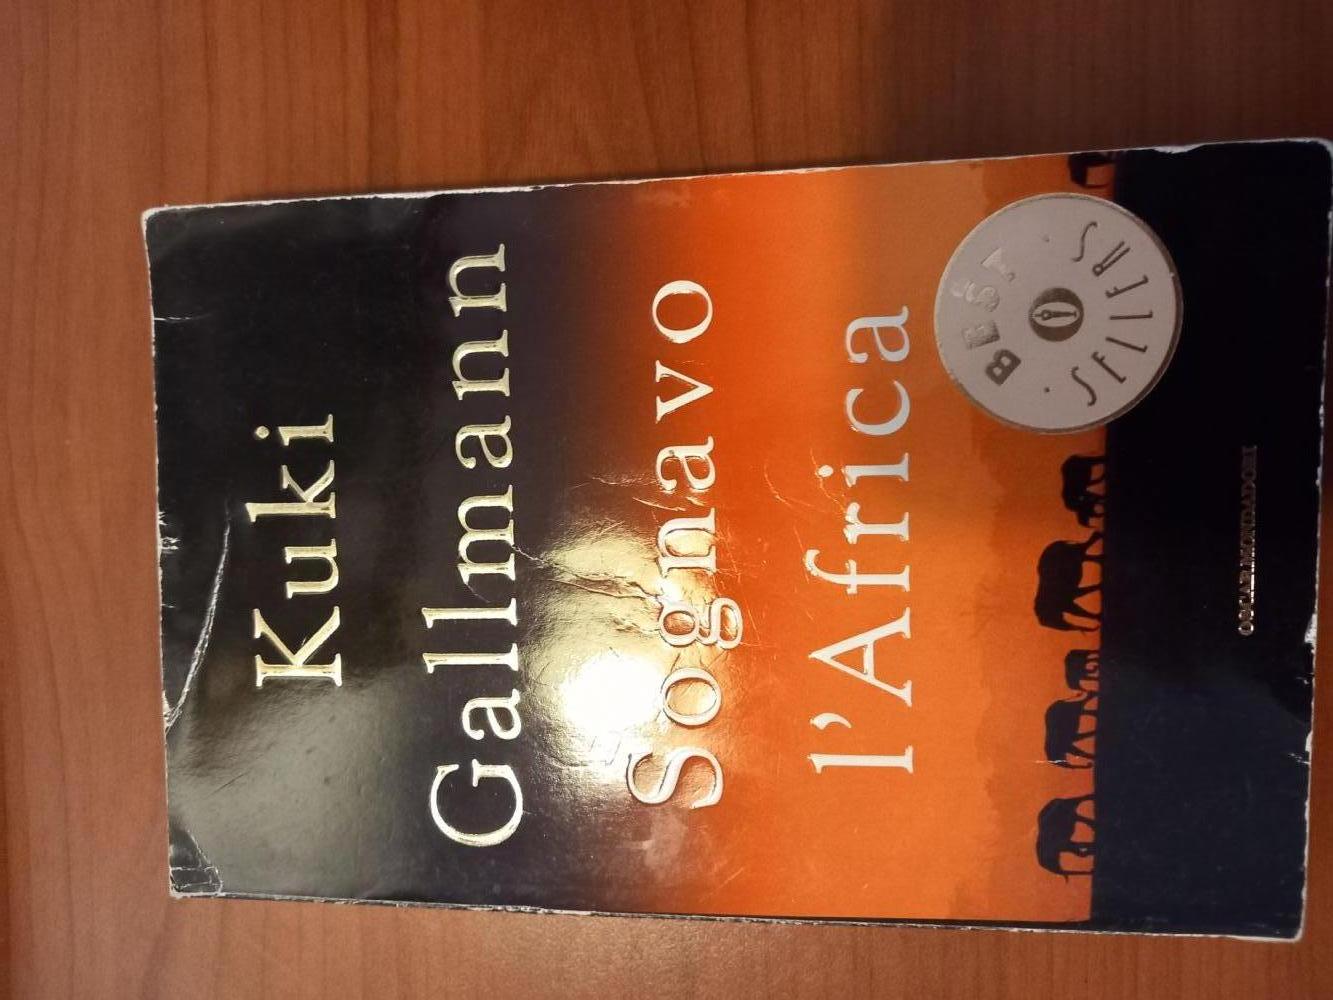 Kuki
Gallmann
Sognavo
l'Africa
BEST
SELLERS
O
OSCAR MONDADORI